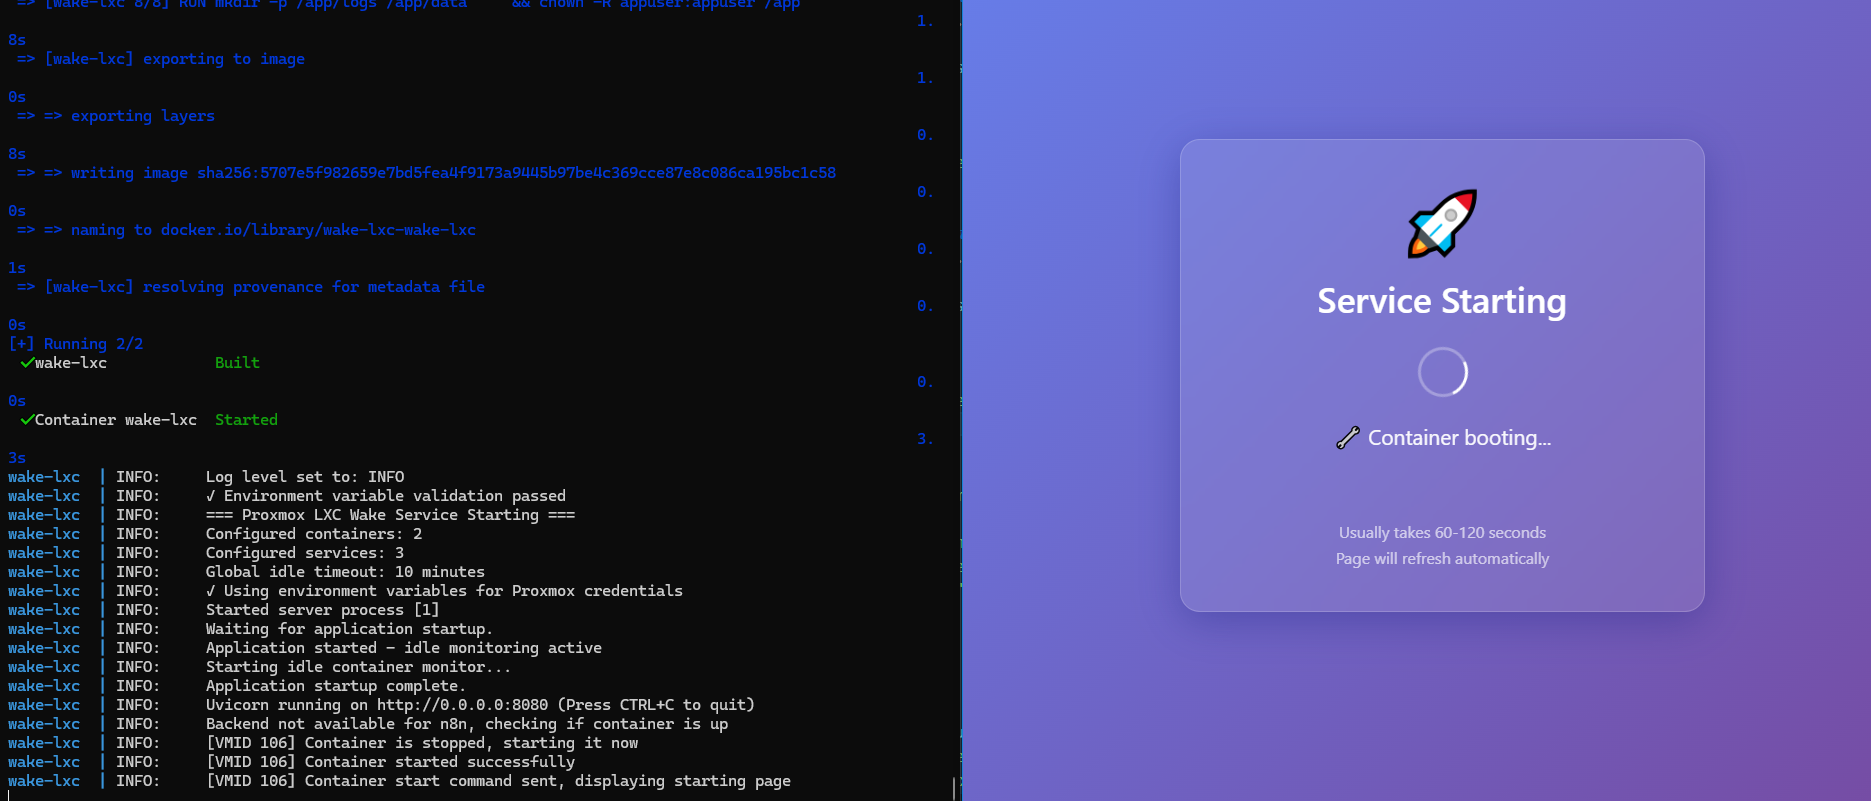 => [wake-lxc 8/8] RUN mkdir -p /app/logs /app/data     && chown -R appuser:appuser /app
1.
8s
=> [wake-lxc] exporting to image
1.
0s
=> => exporting layers
0.
8s
=> => writing image sha256:5707e5f982659e7bd5fea4f9173a9445b97be4c369cce87e8c086ca195bc1c58
0.
0s
=> => naming to docker.io/library/wake-lxc-wake-lxc
0.
1s
=> [wake-lxc] resolving provenance for metadata file
0.
0s
[+] Running 2/2
✓wake-lxc            Built
0.
0s
✓Container wake-lxc  Started
3.
3s
wake-lxc  | INFO:     Log level set to: INFO
wake-lxc  | INFO:     ✓ Environment variable validation passed
wake-lxc  | INFO:     === Proxmox LXC Wake Service Starting ===
wake-lxc  | INFO:     Configured containers: 2
wake-lxc  | INFO:     Configured services: 3
wake-lxc  | INFO:     Global idle timeout: 10 minutes
wake-lxc  | INFO:     ✓ Using environment variables for Proxmox credentials
wake-lxc  | INFO:     Started server process [1]
wake-lxc  | INFO:     Waiting for application startup.
wake-lxc  | INFO:     Application started - idle monitoring active
wake-lxc  | INFO:     Starting idle container monitor...
wake-lxc  | INFO:     Application startup complete.
wake-lxc  | INFO:     Uvicorn running on http://0.0.0.0:8080 (Press CTRL+C to quit)
wake-lxc  | INFO:     Backend not available for n8n, checking if container is up
wake-lxc  | INFO:     [VMID 106] Container is stopped, starting it now
wake-lxc  | INFO:     [VMID 106] Container started successfully
wake-lxc  | INFO:     [VMID 106] Container start command sent, displaying starting page
Service Starting
Container booting...
Usually takes 60-120 seconds
Page will refresh automatically